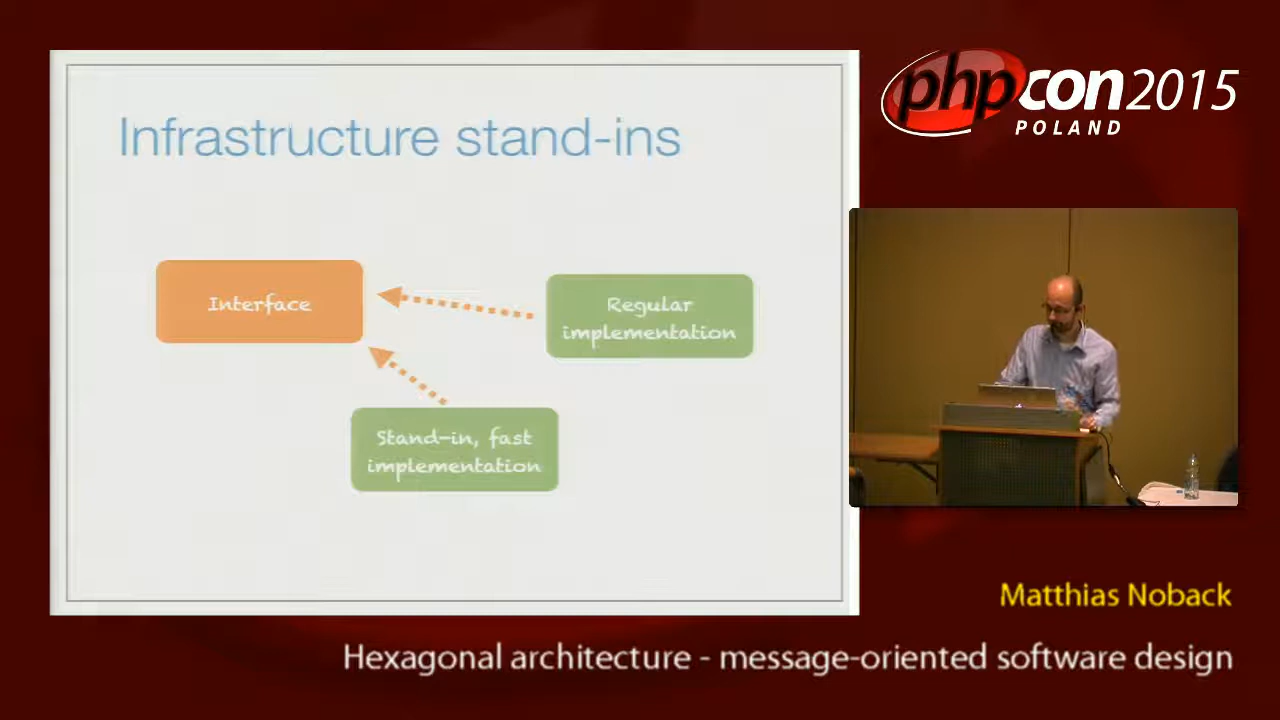 Infrastructure stand-ins
Interface
Regular
implementation
Stand-in, fast
implementation
phpcon2015
POLAND
Matthias Noback
Hexagonal architecture - message-oriented software design